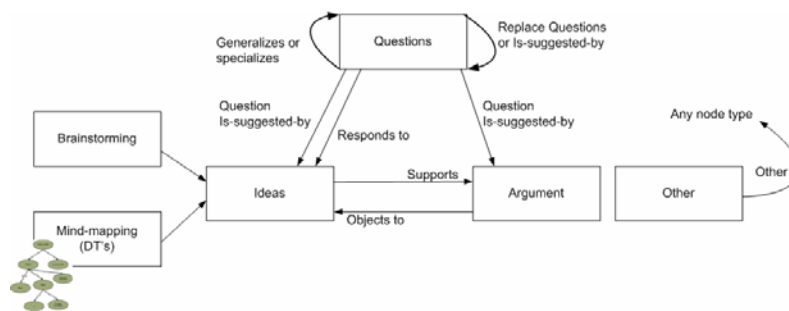 Generalizes or
specializes
Questions
Replace Questions
or Is-suggested-by
Question
Is-suggested-by
Responds to
Question
Is-suggested-by
Any node type
Brainstorming
Ideas
Supports
Objects to
Argument
Other
Other
Mind-mapping
(DT's)